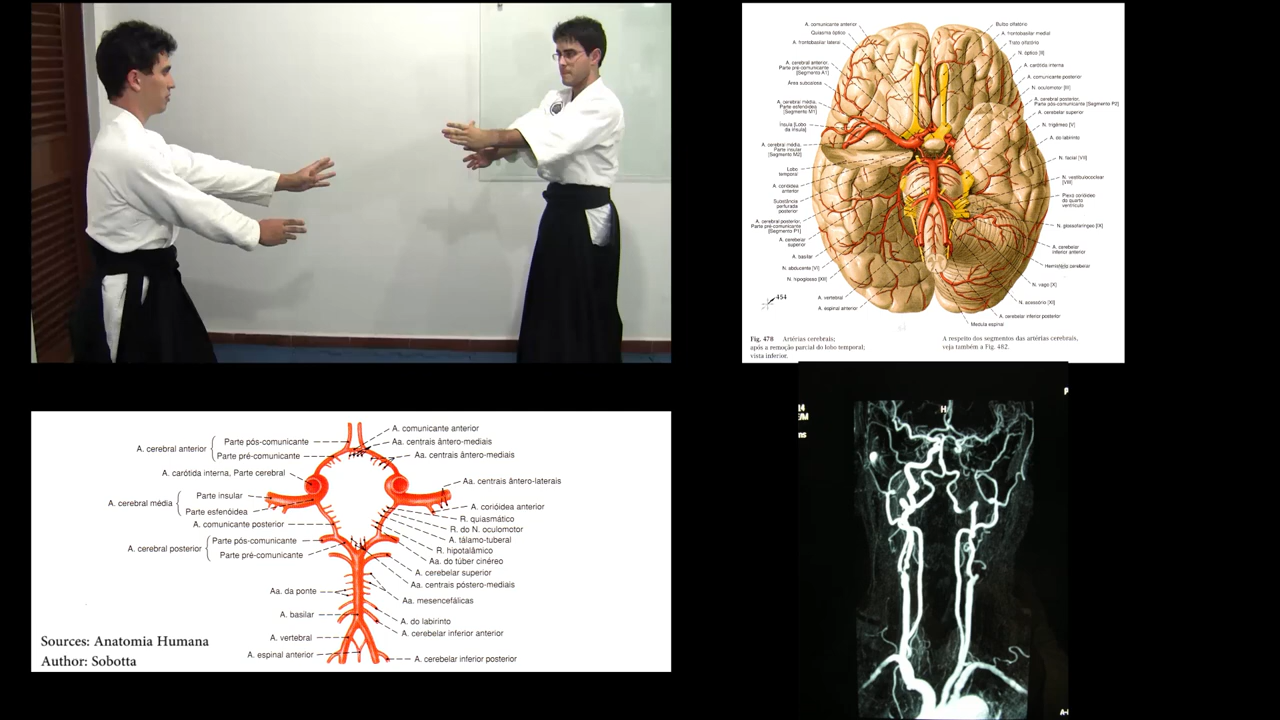 A. comunicante anterior
Quiasma óptico
A. frontobasilar lateral
A. cerebral anterior,
Parte pré-comunicante
[Segmento A1]
Área subcalosa
A. cerebral média,
Parte esfenóidea
[Segmento M1]
Ínsula [Lobo
da ínsula]
A. cerebral média,
Parte insular
[Segmento M2]
Lobo
temporal
A. corióidea
anterior
Substância
perfurada
posterior
A. cerebral posterior,
Parte pré-comunicante
[Segmento P1]
A. cerebelar
superior
A. basilar
N. abducente [VI]
N. hipoglosso [XII]
A. vertebral
A. espinal anterior
Bulbo olfatório
A. frontobasilar medial
Trato olfatório
N. óptico [II]
A. carótida interna
A. comunicante posterior
N. oculomotor [III]
A. cerebral posterior,
Parte pós-comunicante [Segmento P2]
A. cerebelar superior
N. trigêmeo [V]
A. do labirinto
N. facial [VII]
N. vestibulococlear
[VIII]
Plexo corióideo
do quarto
ventrículo
N. glossofaríngeo [IX]
A. cerebelar
inferior anterior
Hemisfério cerebelar
N. vago [X]
N. acessório [XI]
A. cerebelar inferior posterior
Medula espinal
454
Fig. 478 Artérias cerebrais;
após a remoção parcial do lobo temporal;
vista inferior.
A respeito dos segmentos das artérias cerebrais,
veja também a Fig. 482.
A. cerebral anterior
Parte pós-comunicante
Parte pré-comunicante
A. carótida interna, Parte cerebral
A. cerebral média
Parte insular
Parte esfenóidea
A. comunicante posterior
A. cerebral posterior
Parte pós-comunicante
Parte pré-comunicante
Aa. da ponte
A. basilar
A. vertebral
A. espinal anterior
A. comunicante anterior
Aa. centrais ântero-mediais
Aa. centrais ântero-mediais
Aa. centrais ântero-laterais
A. corióidea anterior
R. quiasmático
R. do N. oculomotor
A. tálamo-tuberal
R. hipotalâmico
Aa. do túber cinéreo
A. cerebelar superior
Aa. centrais póstero-mediais
Aa. mesencefálicas
A. do labirinto
A. cerebelar inferior anterior
A. cerebelar inferior posterior
Sources: Anatomia Humana
Author: Sobotta
H